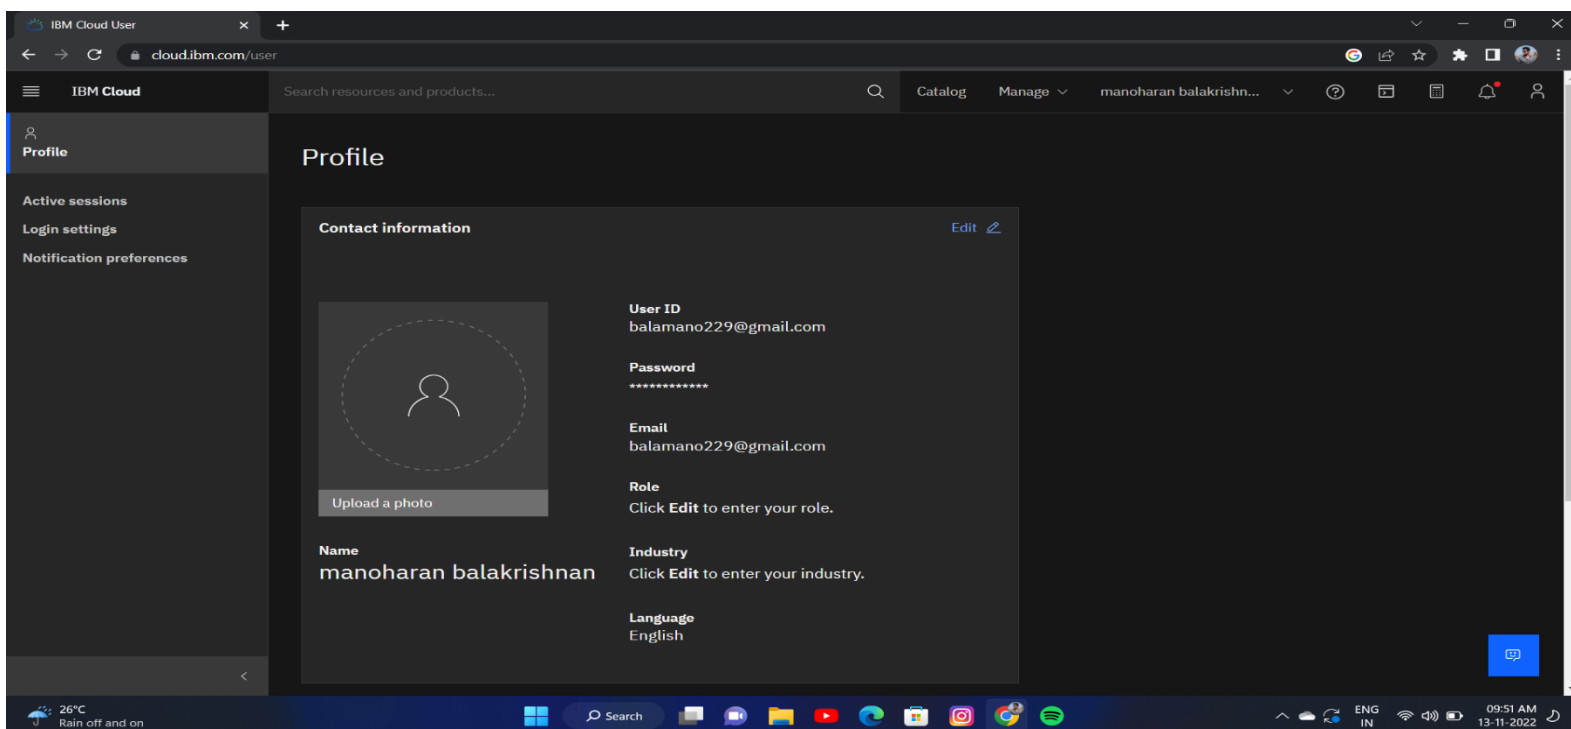 IBM Cloud User
cloud.ibm.com/user
IBM Cloud
Search resources and products...
Catalog
Manage
manoharan balakrishn...
Profile
Active sessions
Login settings
Notification preferences
Profile
Contact information
Edit
Upload a photo
Name
manoharan balakrishnan
User ID
balamano229@gmail.com
Password
************
Email
balamano229@gmail.com
Role
Click Edit to enter your role.
Industry
Click Edit to enter your industry.
Language
English
26°C
Rain off and on
Search
ENG
IN
09:51 AM
13-11-2022